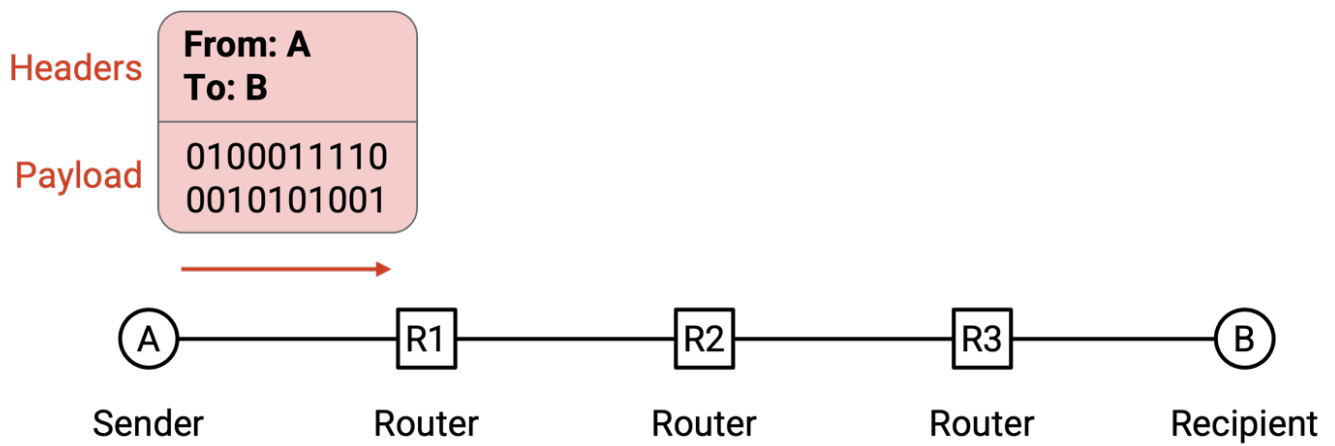 Headers
From: A
To: B
Payload
0100011110
0010101001
A
R1
R2
R3
B
Sender
Router
Router
Router
Recipient